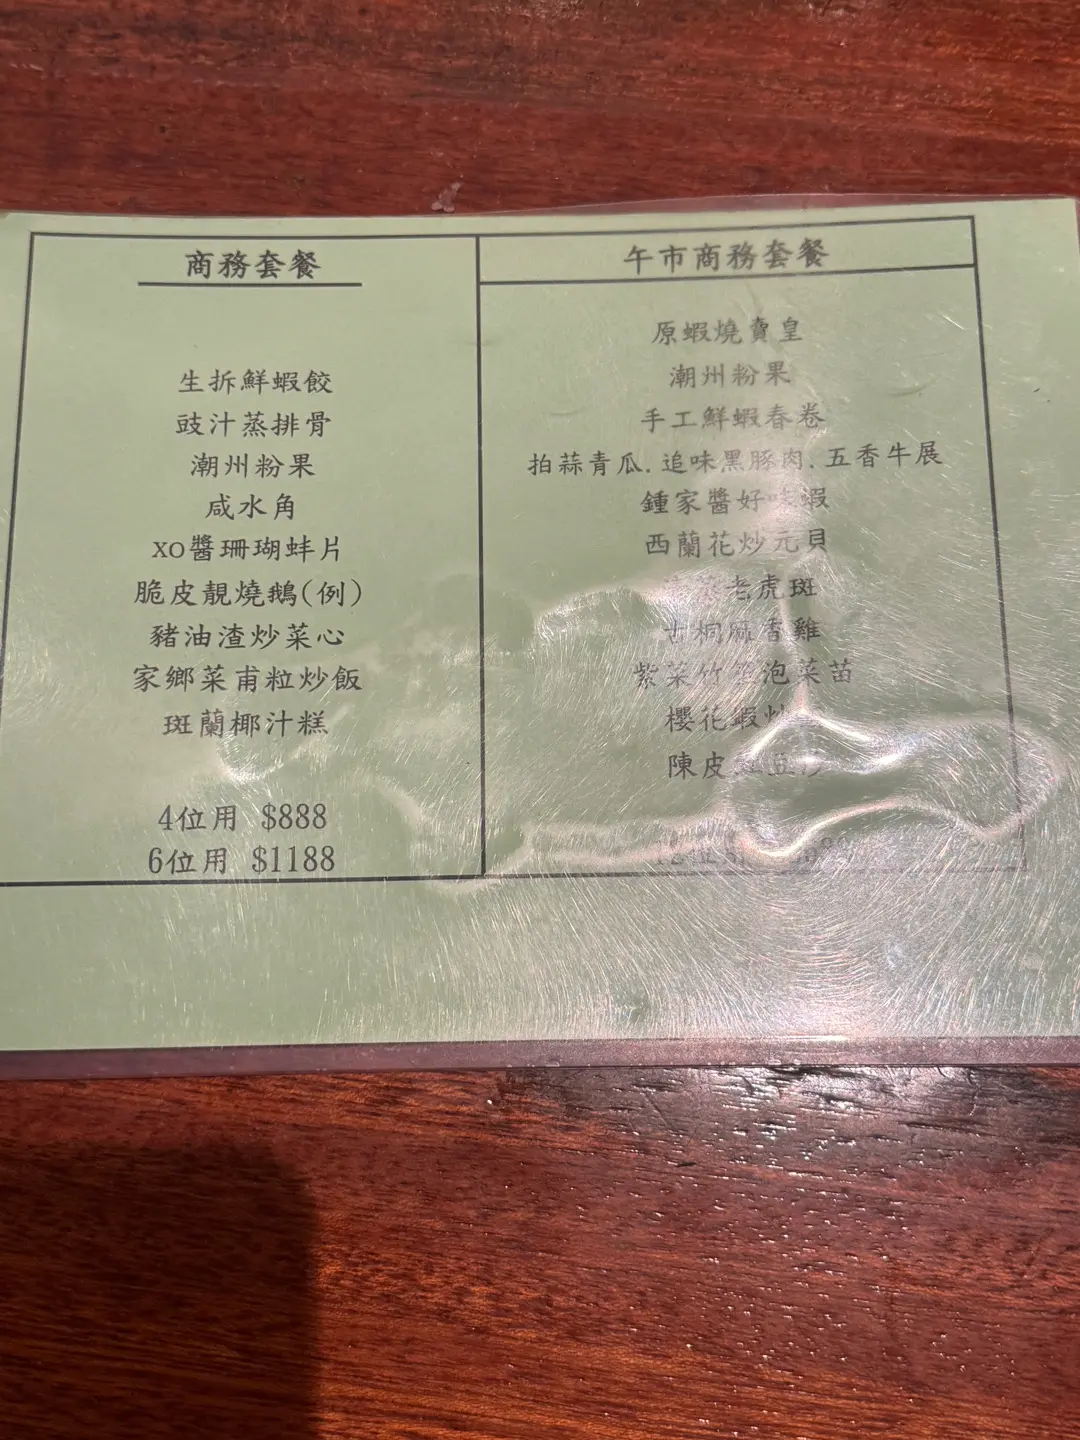 商務套餐
生拆鮮蝦餃
豉汁蒸排骨
潮州粉果
咸水角
XO醬珊瑚蚌片
脆皮靚燒鵝(例)
豬油渣炒菜心
家鄉菜甫粒炒飯
斑蘭椰汁糕
4位用 $888
6位用 $1188
午市商務套餐
原蝦燒賣皇
潮州粉果
手工鮮蝦春卷
拍蒜青瓜.追味黑豚肉.五香牛展
鍾家醬好味蝦
西蘭花炒元貝
老虎斑
麻香雞
紫菜竹笙泡菜苗
櫻花蝦炒
陳皮紅豆沙